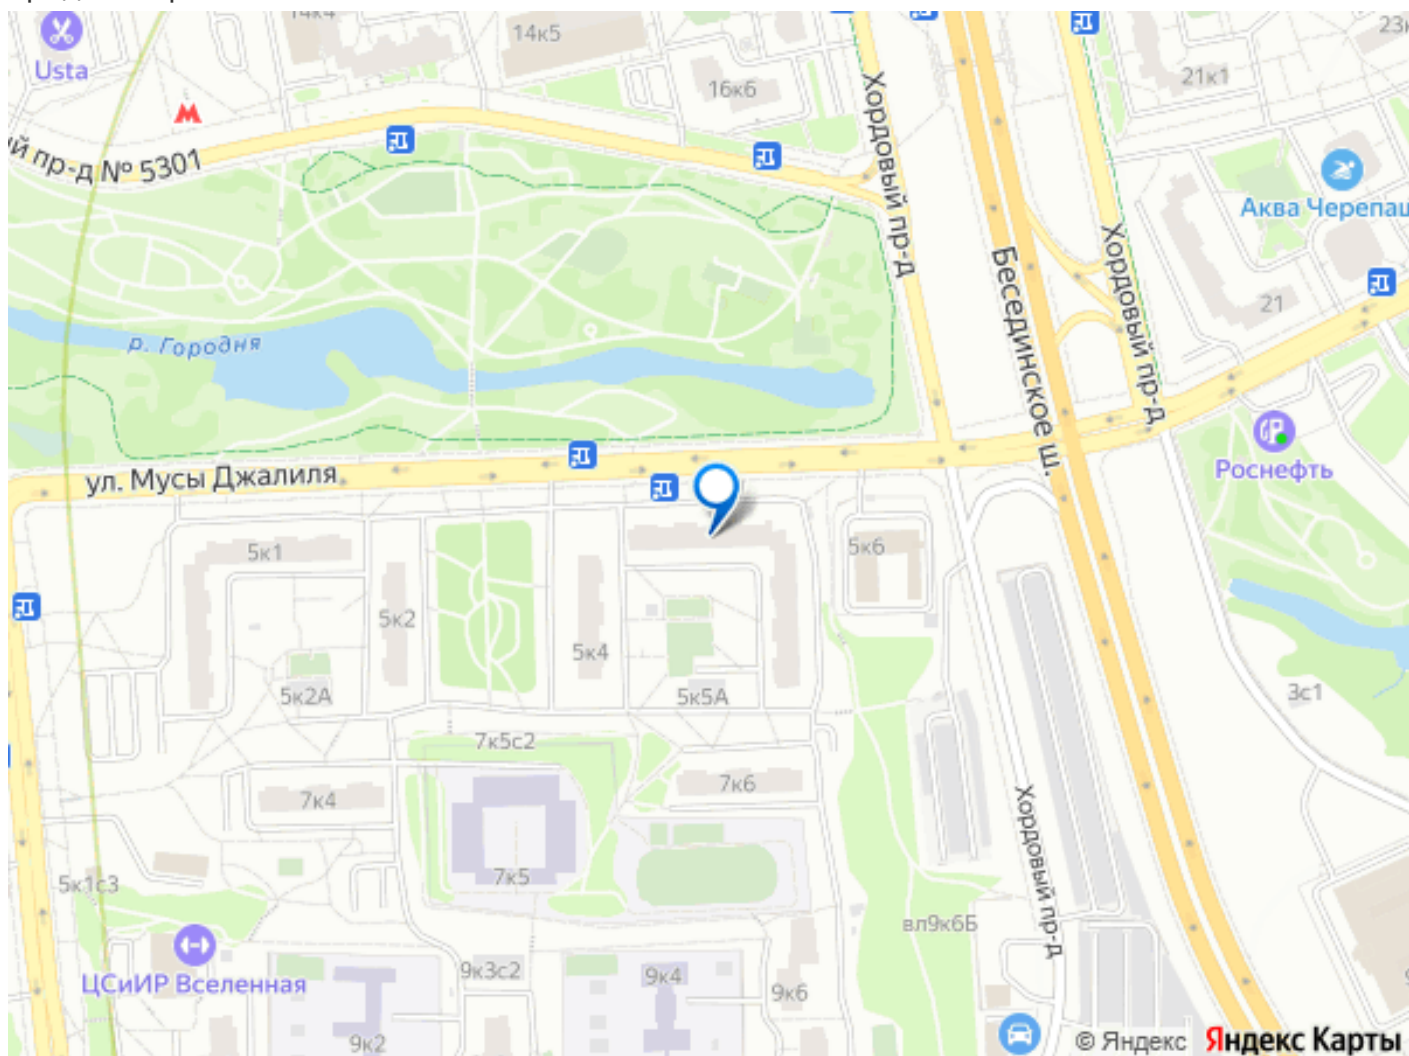 14к5
Usta
16к6
21к1
ый пр-д № 5301
Хордовый пр-д
Аква Черепаш
Хордовый пр-д
Бесединское ш.
21
р. Городня
ул. Мусы Джалиля
Роснефть
5к1
5к6
5к2
5к4
5к2А
5к5А
3с1
7к5с2
7к4
7к6
7к5
Хордовый пр-д
5к1с3
вл9к6Б
ЦСиИР Вселенная
9к3с2
9к4
9к6
9к2
© Яндекс Яндекс Карты